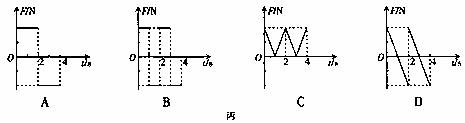 F/N F/N F/N F/N
O 2 4 t/s O 2 4 t/s O 2 4 t/s O 2 4 t/s
A B C D
丙